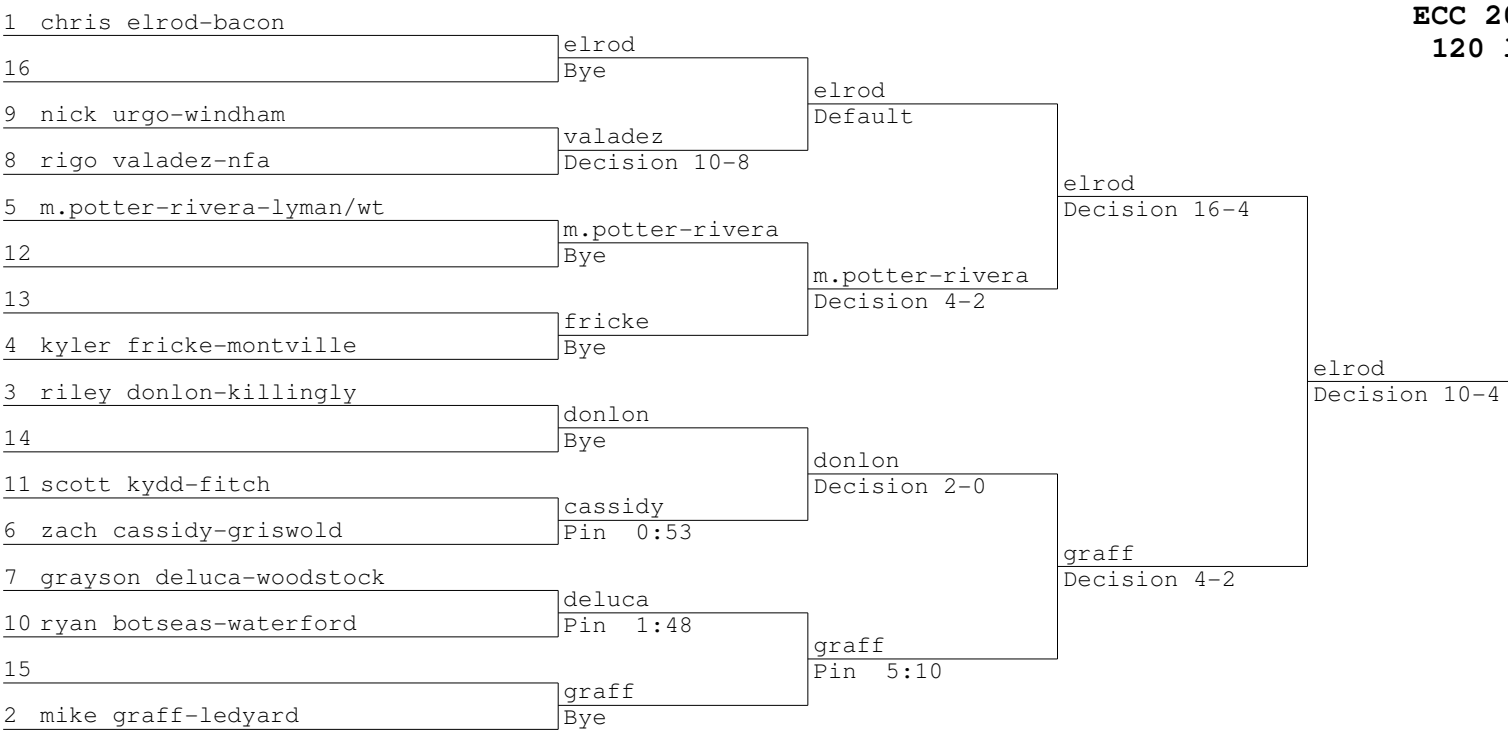 ECC 20
120
1 chris elrod-bacon
elrod
16
Bye
elrod
9 nick urgo-windham
Default
valadez
8 rigo valadez-nfa
Decision 10-8
elrod
5 m.potter-rivera-lyman/wt
Decision 16-4
m.potter-rivera
12
Bye
m.potter-rivera
13
Decision 4-2
fricke
4 kyler fricke-montville
Bye
elrod
3 riley donlon-killingly
Decision 10-4
donlon
14
Bye
donlon
11 scott kydd-fitch
Decision 2-0
cassidy
6 zach cassidy-griswold
Pin 0:53
graff
7 grayson deluca-woodstock
Decision 4-2
deluca
10 ryan botseas-waterford
Pin 1:48
graff
15
Pin 5:10
graff
2 mike graff-ledyard
Bye